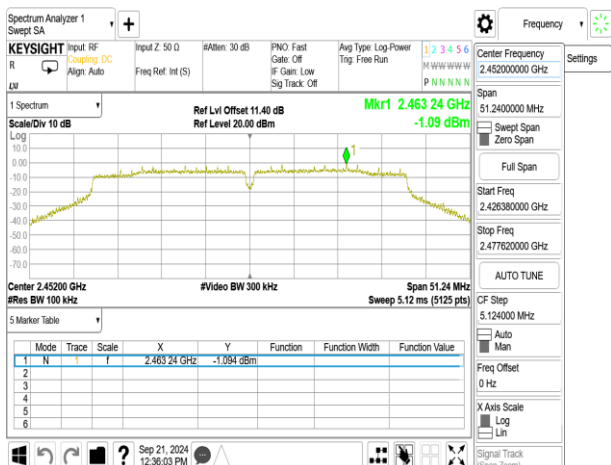 Spectrum Analyzer 1
Swept SA
Frequency
KEYSIGHT
R
LXI
Input: RF
Coupling: DC
Align: Auto
Input Z: 50 Ω
Freq Ref: Int (S)
#Atten: 30 dB
PNO: Fast
Gate: Off
IF Gain: Low
Sig Track: Off
Avg Type: Log-Power
Trig: Free Run
1 2 3 4 5 6
M W W W W W
P N N N N N
1 Spectrum
Scale/Div 10 dB
Log
Ref Lvl Offset 11.40 dB
Ref Level 20.00 dBm
Mkr1 2.463 24 GHz
-1.09 dBm
1
10.0
0.00
-10.0
-20.0
-30.0
-40.0
-50.0
-60.0
-70.0
Center 2.45200 GHz
#Res BW 100 kHz
#Video BW 300 kHz
Span 51.24 MHz
Sweep 5.12 ms (5125 pts)
5 Marker Table
Mode Trace Scale X Y Function Function Width Function Value
1 N 1 f 2.463 24 GHz -1.094 dBm
2
3
4
5
6
Sep 21, 2024
12:36:03 PM
Settings
Center Frequency
2.452000000 GHz
Span
51.2400000 MHz
Swept Span
Zero Span
Full Span
Start Freq
2.426380000 GHz
Stop Freq
2.477620000 GHz
AUTO TUNE
CF Step
5.124000 MHz
Auto
Man
Freq Offset
0 Hz
X Axis Scale
Log
Lin
Signal Track
(Span Zoom)